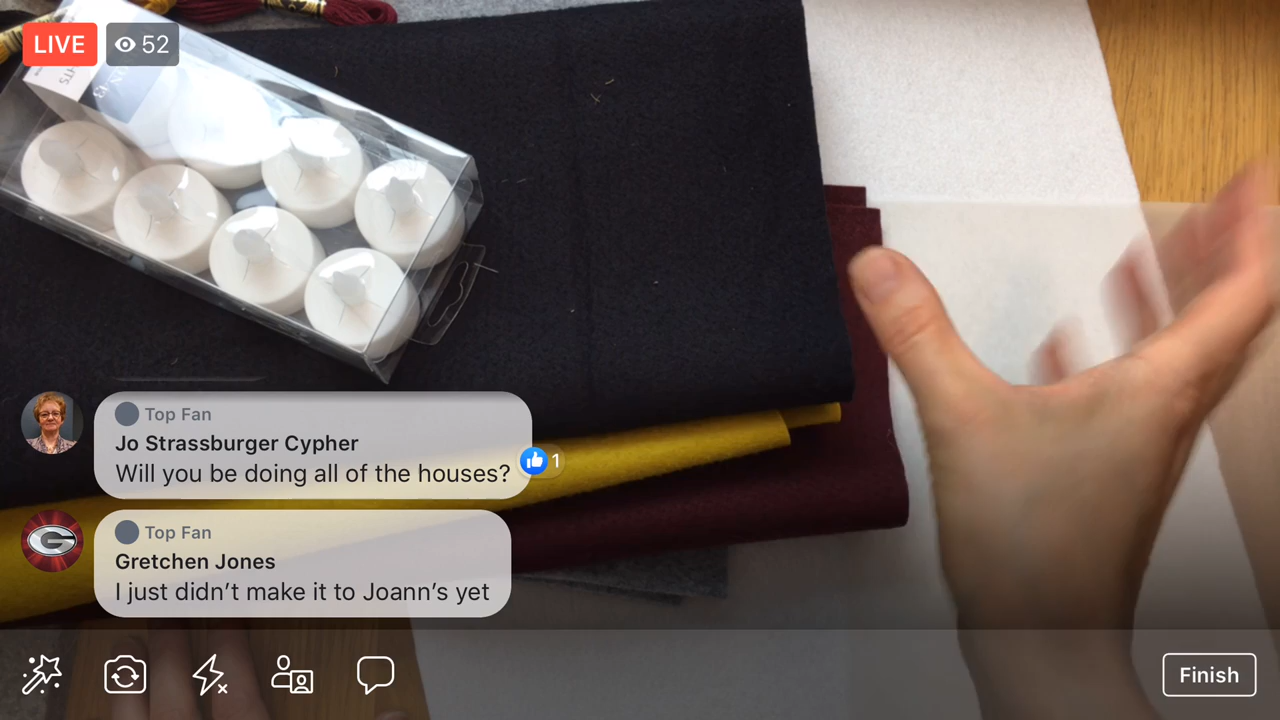 LIVE 52
Top Fan
Jo Strassburger Cypher
Will you be doing all of the houses?
1
Top Fan
Gretchen Jones
I just didn’t make it to Joann’s yet
Finish